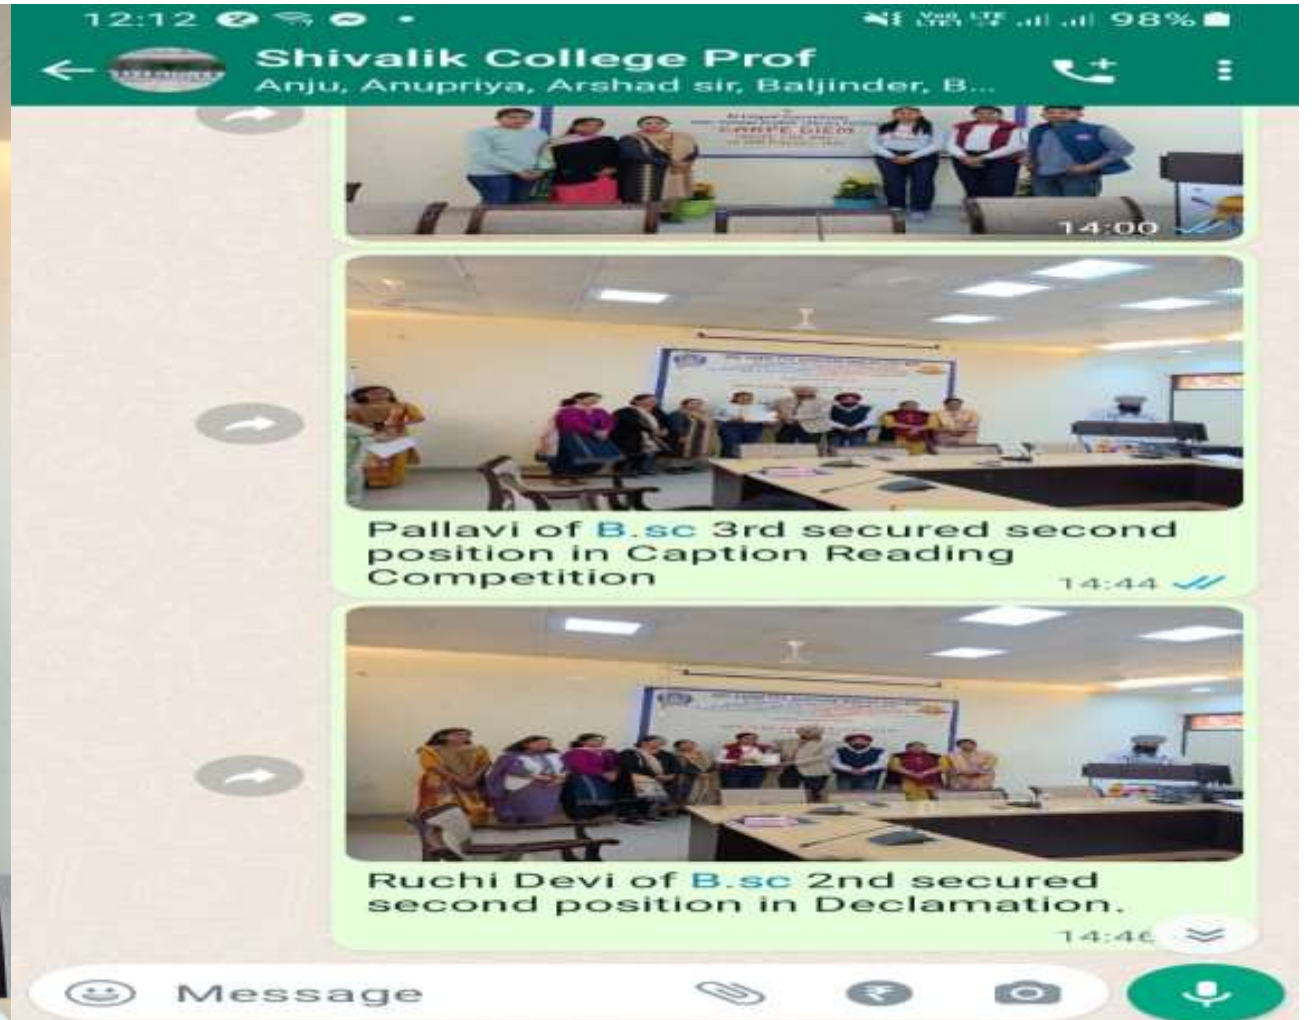 12:12
98%
Shivalik College Prof
Anju, Anupriya, Arshad sir, Baljinder, B...
CARPE DIEM
14:00
Pallavi of B.sc 3rd secured second
position in Caption Reading
Competition
14:44
Ruchi Devi of B.sc 2nd secured
second position in Declamation.
14:46
Message